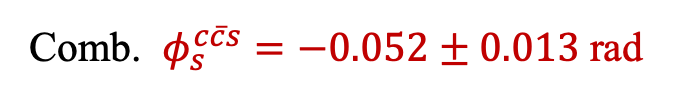 Comb. ϕ_s^{cc̄s} = −0.052 ± 0.013 rad